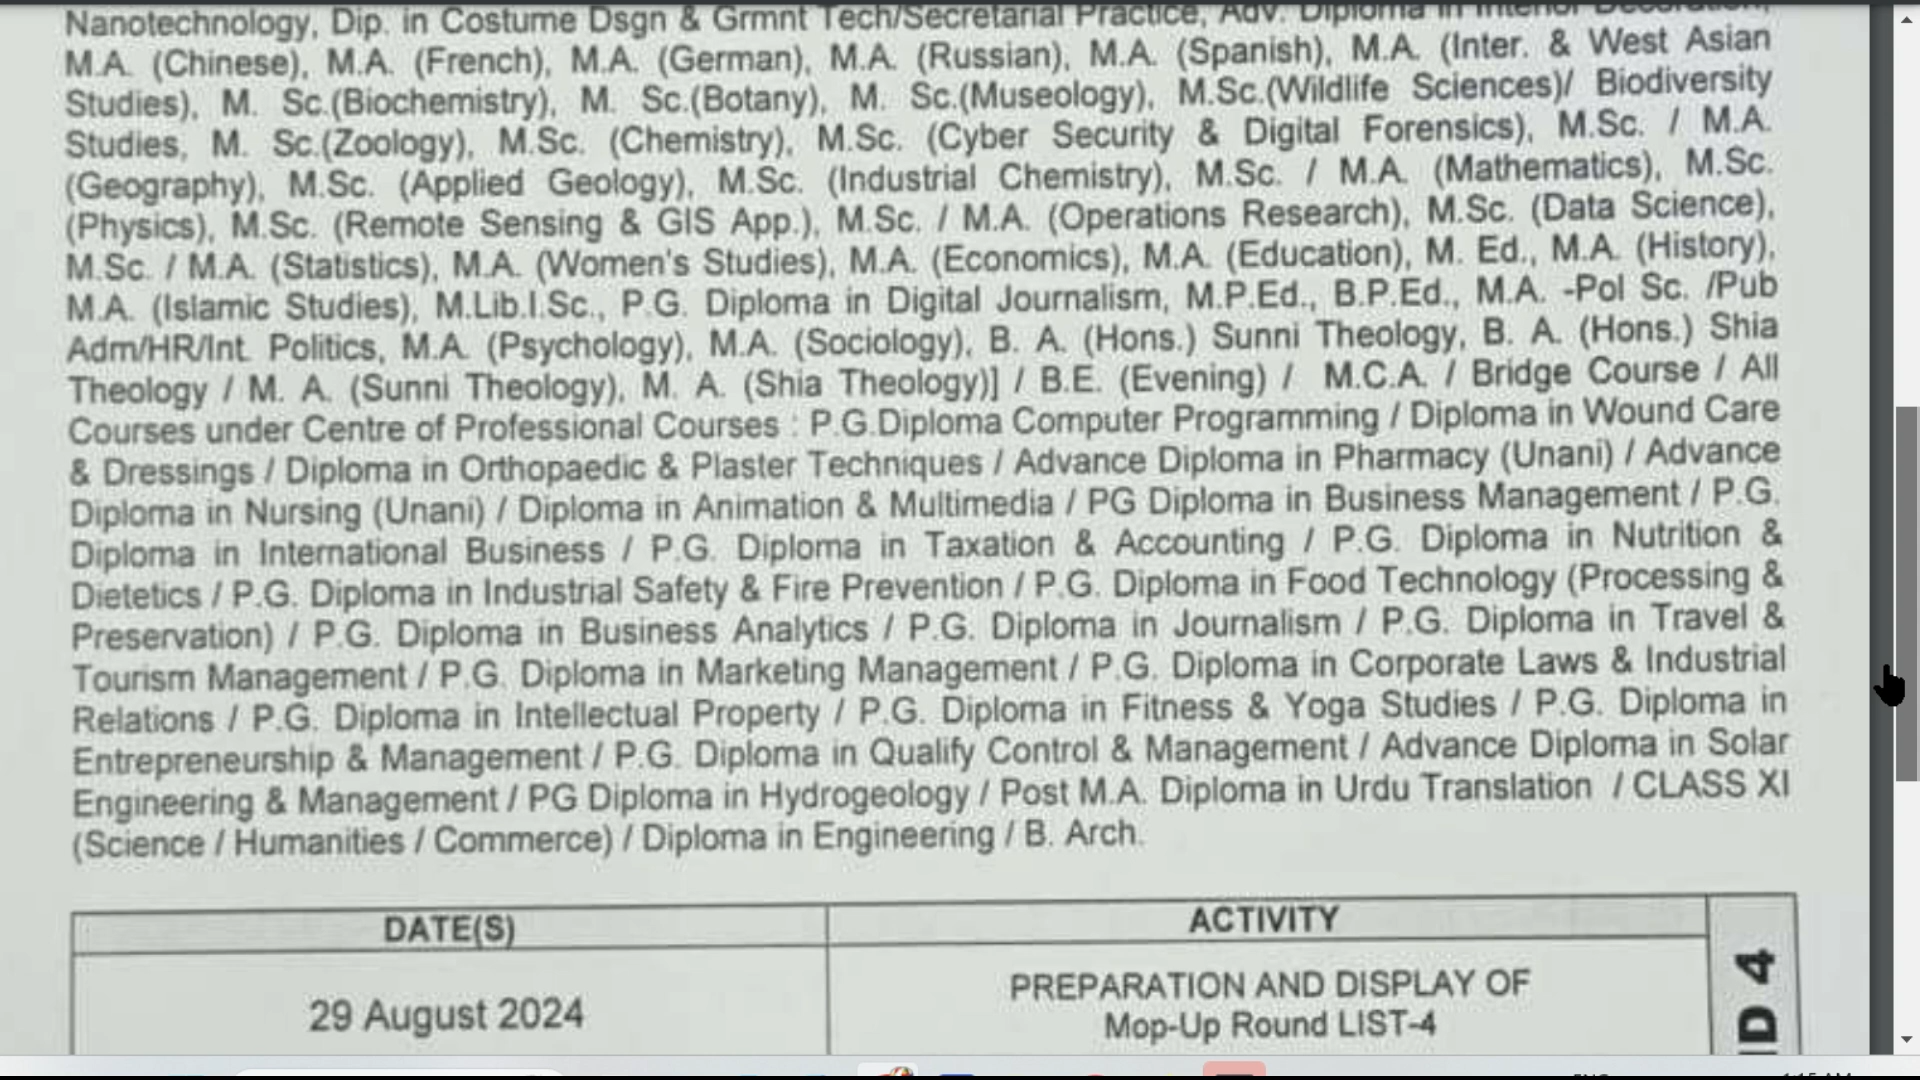 Nanotechnology, Dip. in Costume Dsgn & Grmnt Tech/Secretarial Practice, Adv. Diploma in Interior Decoration,
M.A. (Chinese), M.A. (French), M.A. (German), M.A. (Russian), M.A. (Spanish), M.A. (Inter. & West Asian
Studies), M. Sc.(Biochemistry), M. Sc.(Botany), M. Sc.(Museology), M.Sc.(Wildlife Sciences)/ Biodiversity
Studies, M. Sc.(Zoology), M.Sc. (Chemistry), M.Sc. (Cyber Security & Digital Forensics), M.Sc. / M.A.
(Geography), M.Sc. (Applied Geology), M.Sc. (Industrial Chemistry), M.Sc. / M.A. (Mathematics), M.Sc.
(Physics), M.Sc. (Remote Sensing & GIS App.), M.Sc. / M.A. (Operations Research), M.Sc. (Data Science),
M.Sc. / M.A. (Statistics), M.A. (Women's Studies), M.A. (Economics), M.A. (Education), M. Ed., M.A. (History),
M.A. (Islamic Studies), M.Lib.I.Sc., P.G. Diploma in Digital Journalism, M.P.Ed., B.P.Ed., M.A. -Pol Sc. /Pub
Adm/HR/Int. Politics, M.A. (Psychology), M.A. (Sociology), B. A. (Hons.) Sunni Theology, B. A. (Hons.) Shia
Theology / M. A. (Sunni Theology), M. A. (Shia Theology)] / B.E. (Evening) / M.C.A. / Bridge Course / All
Courses under Centre of Professional Courses : P.G.Diploma Computer Programming / Diploma in Wound Care
& Dressings / Diploma in Orthopaedic & Plaster Techniques / Advance Diploma in Pharmacy (Unani) / Advance
Diploma in Nursing (Unani) / Diploma in Animation & Multimedia / PG Diploma in Business Management / P.G.
Diploma in International Business / P.G. Diploma in Taxation & Accounting / P.G. Diploma in Nutrition &
Dietetics / P.G. Diploma in Industrial Safety & Fire Prevention / P.G. Diploma in Food Technology (Processing &
Preservation) / P.G. Diploma in Business Analytics / P.G. Diploma in Journalism / P.G. Diploma in Travel &
Tourism Management / P.G. Diploma in Marketing Management / P.G. Diploma in Corporate Laws & Industrial
Relations / P.G. Diploma in Intellectual Property / P.G. Diploma in Fitness & Yoga Studies / P.G. Diploma in
Entrepreneurship & Management / P.G. Diploma in Qualify Control & Management / Advance Diploma in Solar
Engineering & Management / PG Diploma in Hydrogeology / Post M.A. Diploma in Urdu Translation / CLASS XI
(Science / Humanities / Commerce) / Diploma in Engineering / B. Arch.
DATE(S) ACTIVITY
29 August 2024 PREPARATION AND DISPLAY OF
Mop-Up Round LIST-4
4